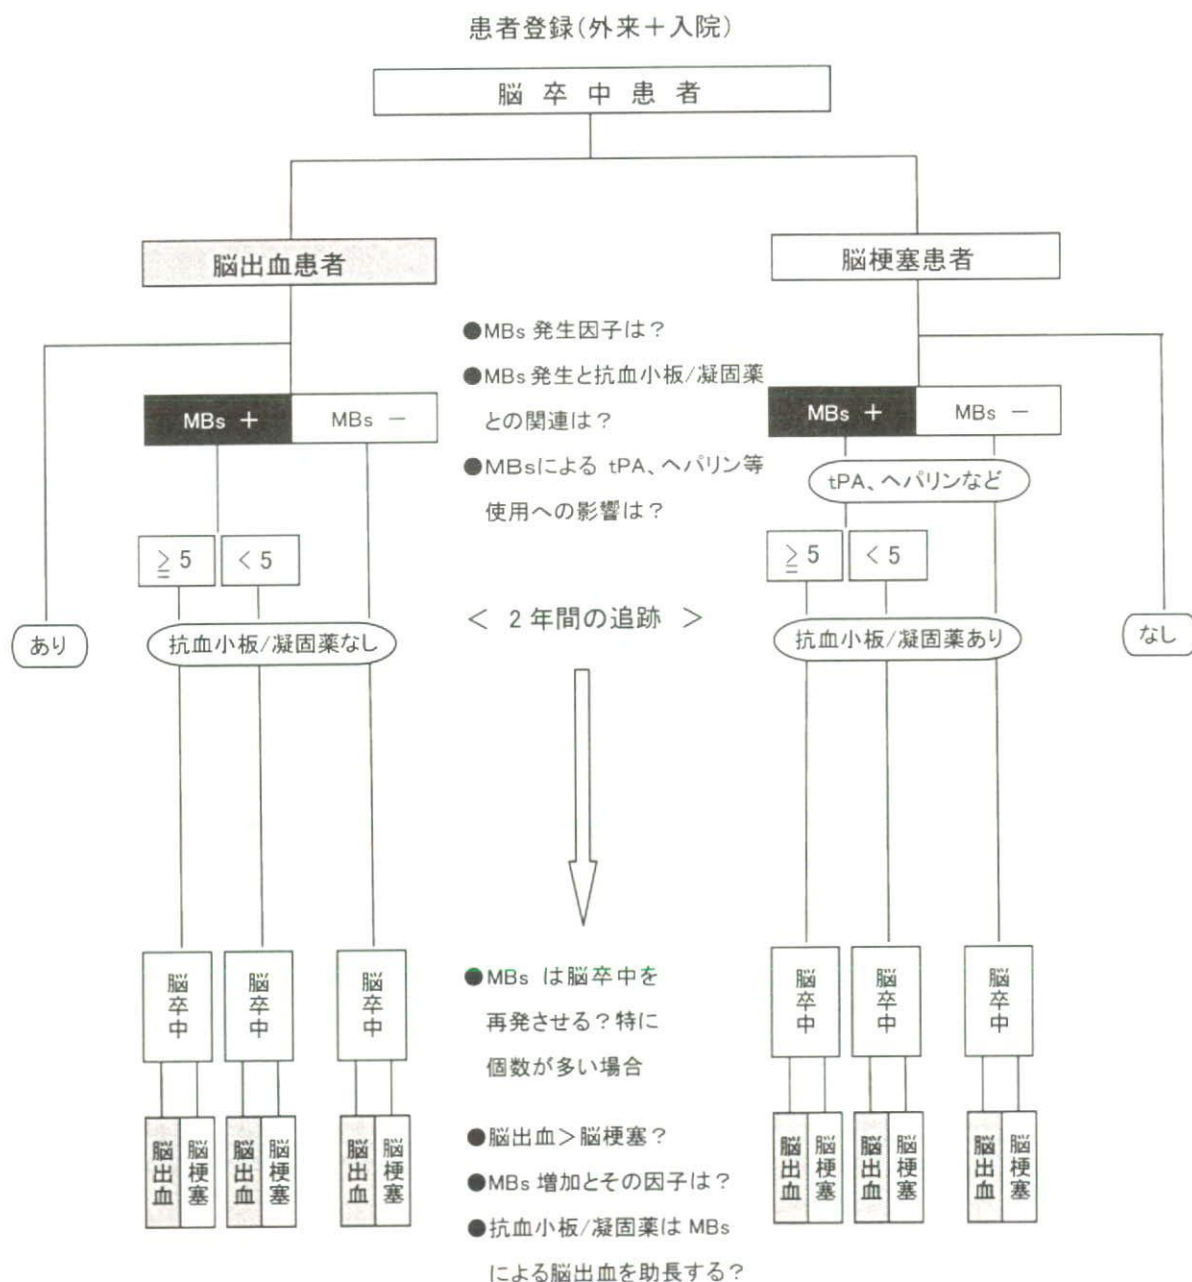 患者登録(外来+入院)
脳卒中患者
脳出血患者
脳梗塞患者
●MBs 発生因子は?
●MBs 発生と抗血小板/凝固薬
との関連は?
●MBsによる tPA、ヘパリン等
使用への影響は?
MBs +
MBs −
MBs +
MBs −
tPA、ヘパリンなど
≧5
<5
≧5
<5
< 2年間の追跡 >
あり
抗血小板/凝固薬なし
抗血小板/凝固薬あり
なし
脳卒中
脳卒中
脳卒中
●MBs は脳卒中を
再発させる?特に
個数が多い場合
脳卒中
脳卒中
脳卒中
脳出血
脳梗塞
脳出血
脳梗塞
脳出血
脳梗塞
●脳出血>脳梗塞?
●MBs 増加とその因子は?
●抗血小板/凝固薬は MBs
による脳出血を助長する?
脳出血
脳梗塞
脳出血
脳梗塞
脳出血
脳梗塞